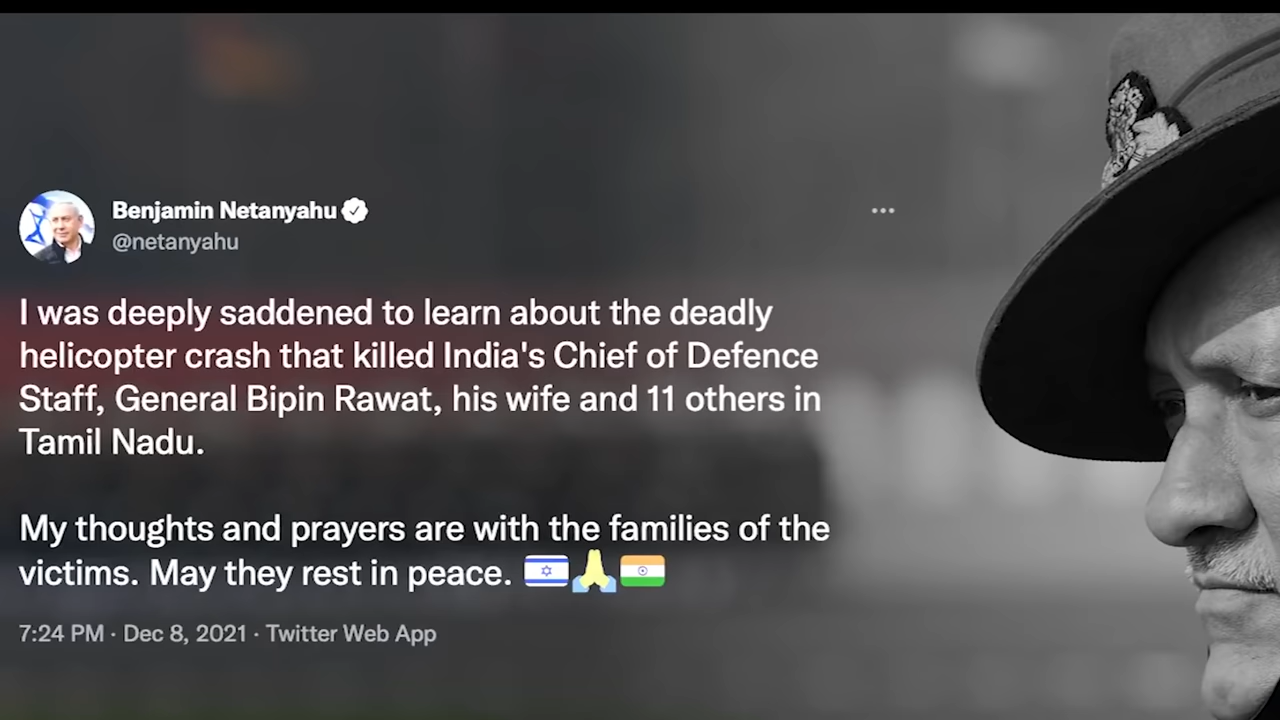 Benjamin Netanyahu
@netanyahu
I was deeply saddened to learn about the deadly
helicopter crash that killed India's Chief of Defence
Staff, General Bipin Rawat, his wife and 11 others in
Tamil Nadu.
My thoughts and prayers are with the families of the
victims. May they rest in peace. 🇮🇱🙏🇮🇳
7:24 PM · Dec 8, 2021 · Twitter Web App